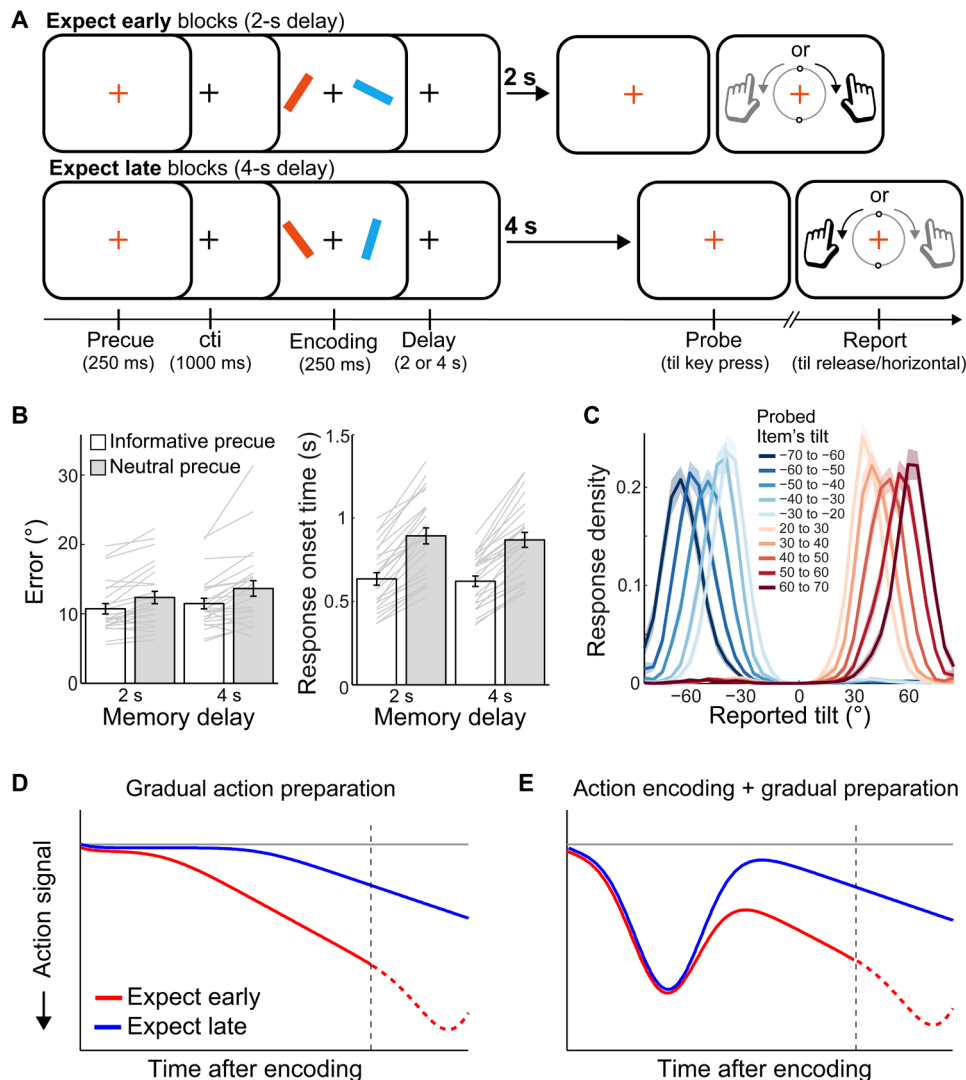 A
Expect early blocks (2-s delay)
2 s
or
Expect late blocks (4-s delay)
4 s
or
Precue
(250 ms)
cti
(1000 ms)
Encoding
(250 ms)
Delay
(2 or 4 s)
Probe
(til key press)
Report
(til release/horizontal)
B
Informative precue
Neutral precue
Error (°)
30
20
10
0
2 s
4 s
Memory delay
Response onset time (s)
1.5
1
0.5
0
2 s
4 s
Memory delay
C
Probed
Item's tilt
−70 to −60
−60 to −50
−50 to −40
−40 to −30
−30 to −20
20 to 30
30 to 40
40 to 50
50 to 60
60 to 70
Response density
0.2
0.1
0
−60
−30
0
30
60
Reported tilt (°)
D
Gradual action preparation
Action signal
Expect early
Expect late
Time after encoding
E
Action encoding + gradual preparation
Time after encoding